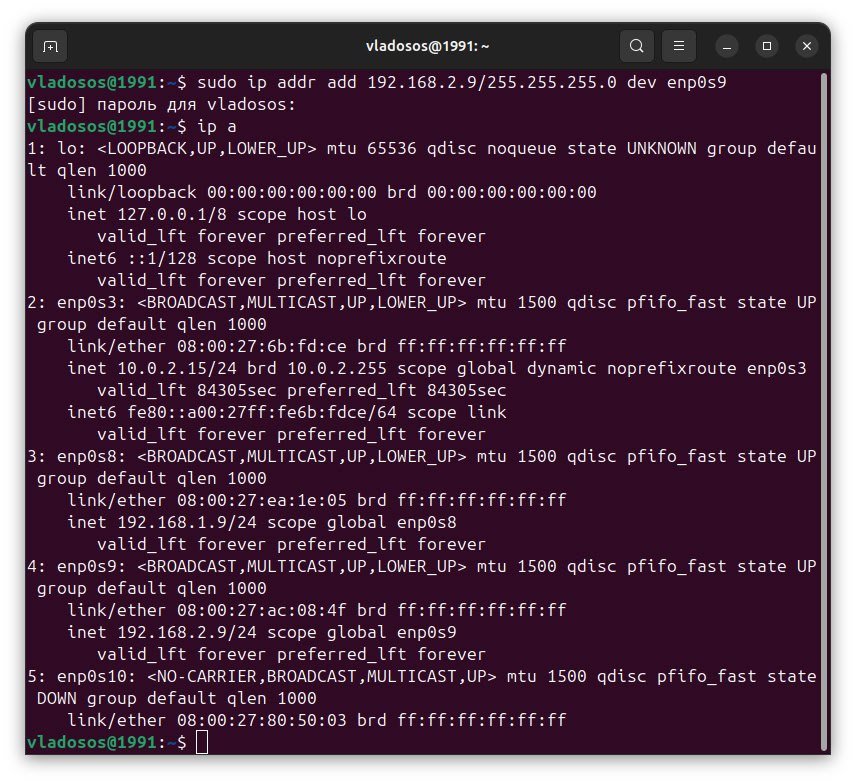 vladosos@1991: ~
vladosos@1991:~$ sudo ip addr add 192.168.2.9/255.255.255.0 dev enp0s9
[sudo] пароль для vladosos:
vladosos@1991:~$ ip a
1: lo: <LOOPBACK,UP,LOWER_UP> mtu 65536 qdisc noqueue state UNKNOWN group defau
lt qlen 1000
    link/loopback 00:00:00:00:00:00 brd 00:00:00:00:00:00
    inet 127.0.0.1/8 scope host lo
       valid_lft forever preferred_lft forever
    inet6 ::1/128 scope host noprefixroute
       valid_lft forever preferred_lft forever
2: enp0s3: <BROADCAST,MULTICAST,UP,LOWER_UP> mtu 1500 qdisc pfifo_fast state UP
 group default qlen 1000
    link/ether 08:00:27:6b:fd:ce brd ff:ff:ff:ff:ff:ff
    inet 10.0.2.15/24 brd 10.0.2.255 scope global dynamic noprefixroute enp0s3
       valid_lft 84305sec preferred_lft 84305sec
    inet6 fe80::a00:27ff:fe6b:fdce/64 scope link
       valid_lft forever preferred_lft forever
3: enp0s8: <BROADCAST,MULTICAST,UP,LOWER_UP> mtu 1500 qdisc pfifo_fast state UP
 group default qlen 1000
    link/ether 08:00:27:ea:1e:05 brd ff:ff:ff:ff:ff:ff
    inet 192.168.1.9/24 scope global enp0s8
       valid_lft forever preferred_lft forever
4: enp0s9: <BROADCAST,MULTICAST,UP,LOWER_UP> mtu 1500 qdisc pfifo_fast state UP
 group default qlen 1000
    link/ether 08:00:27:ac:08:4f brd ff:ff:ff:ff:ff:ff
    inet 192.168.2.9/24 scope global enp0s9
       valid_lft forever preferred_lft forever
5: enp0s10: <NO-CARRIER,BROADCAST,MULTICAST,UP> mtu 1500 qdisc pfifo_fast state
 DOWN group default qlen 1000
    link/ether 08:00:27:80:50:03 brd ff:ff:ff:ff:ff:ff
vladosos@1991:~$